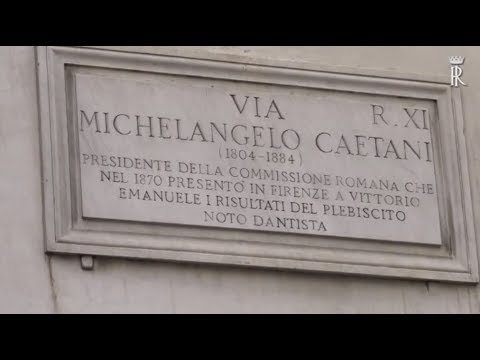 VIA R. XI
MICHELANGELO CAETANI
(1804-1884)
PRESIDENTE DELLA COMMISSIONE ROMANA CHE
NEL 1870 PRESENTÒ IN FIRENZE A VITTORIO
EMANUELE I RISULTATI DEL PLEBISCITO
NOTO DANTISTA
R